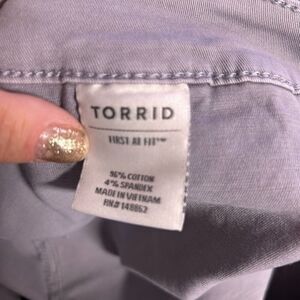 TORRID
FIRST AT FIT™
96% COTTON
4% SPANDEX
MADE IN VIETNAM
RN# 148862